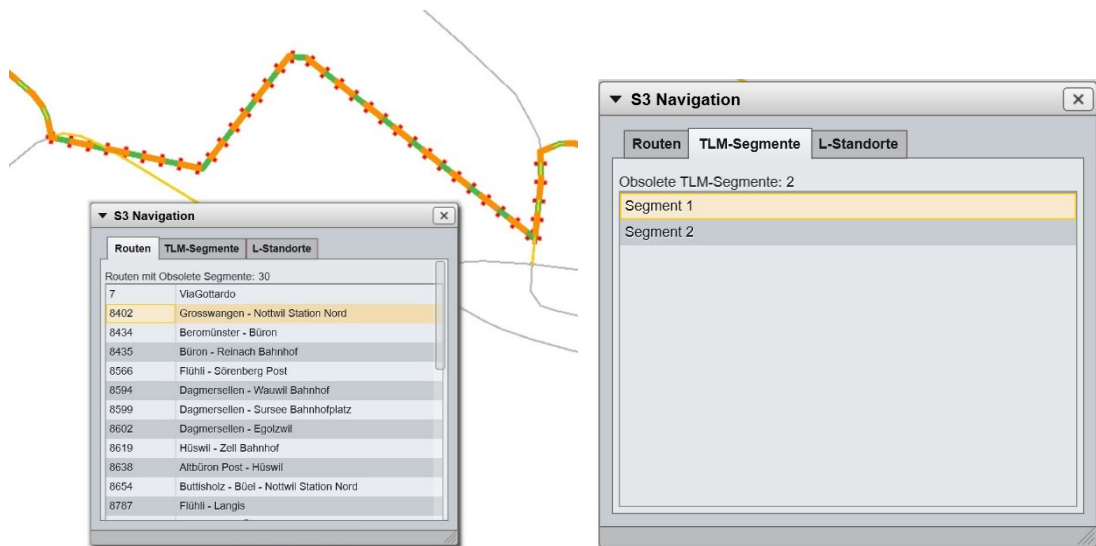 S3 Navigation
Routen TLM-Segmente L-Standorte
Routen mit Obsolete Segmente: 30
7 ViaGottardo
8402 Grosswangen - Nottwil Station Nord
8434 Beromünster - Büron
8435 Büron - Reinach Bahnhof
8566 Flühli - Sörenberg Post
8594 Dagmersellen - Wauwil Bahnhof
8599 Dagmersellen - Sursee Bahnhofplatz
8602 Dagmersellen - Egolzwil
8619 Hüswil - Zell Bahnhof
8638 Altbüron Post - Hüswil
8654 Buttisholz - Büel - Nottwil Station Nord
8787 Flühli - Langis
S3 Navigation
Routen TLM-Segmente L-Standorte
Obsolete TLM-Segmente: 2
Segment 1
Segment 2